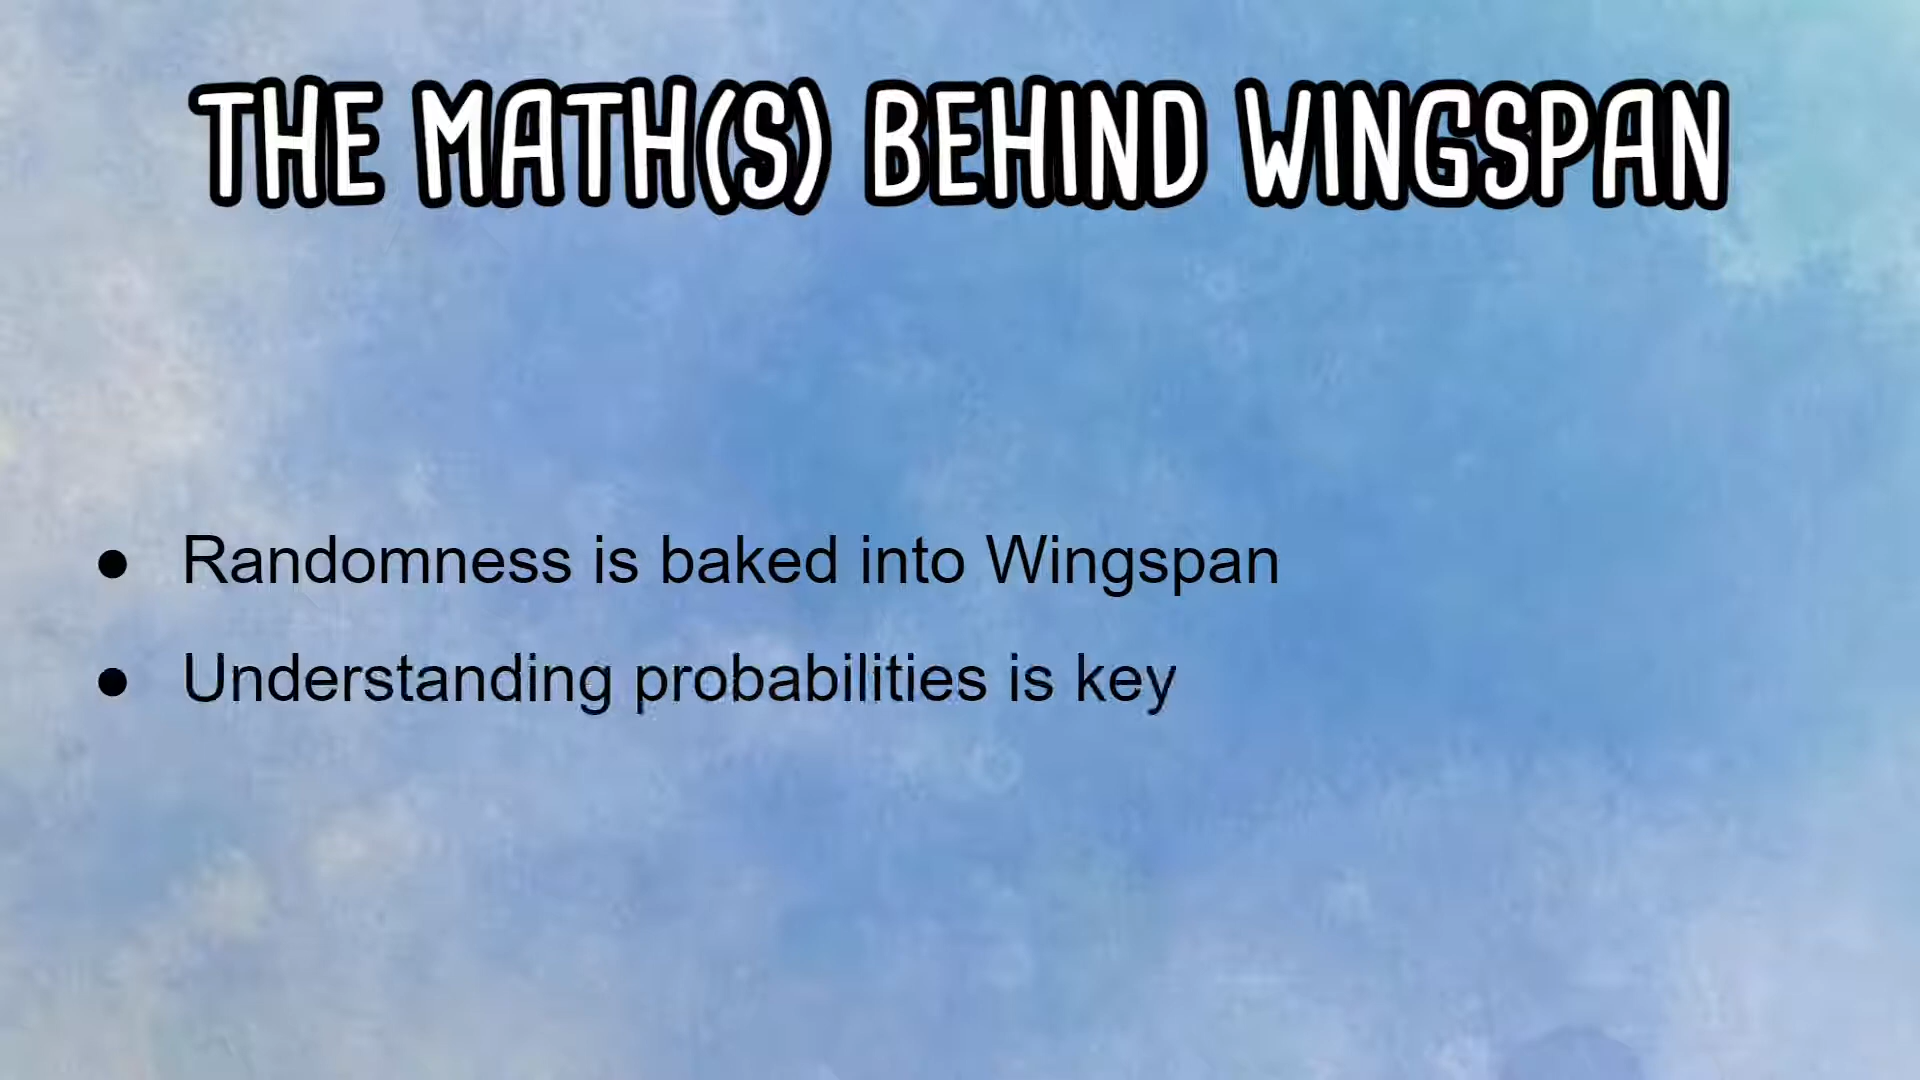 THE MATH(S) BEHIND WINGSPAN
● Randomness is baked into Wingspan
● Understanding probabilities is key